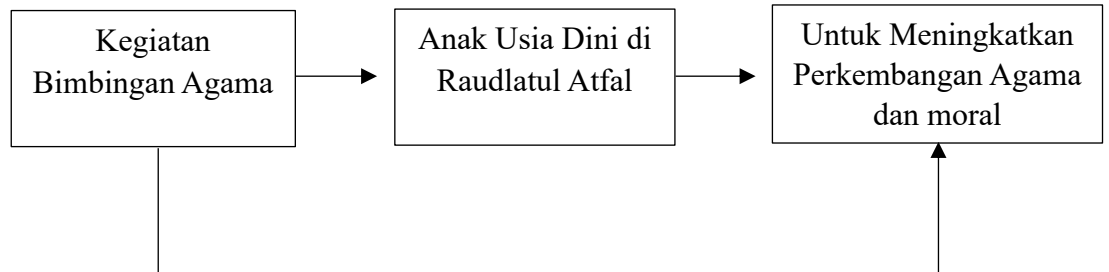 Kegiatan
Bimbingan Agama
Anak Usia Dini di
Raudlatul Atfal
Untuk Meningkatkan
Perkembangan Agama
dan moral